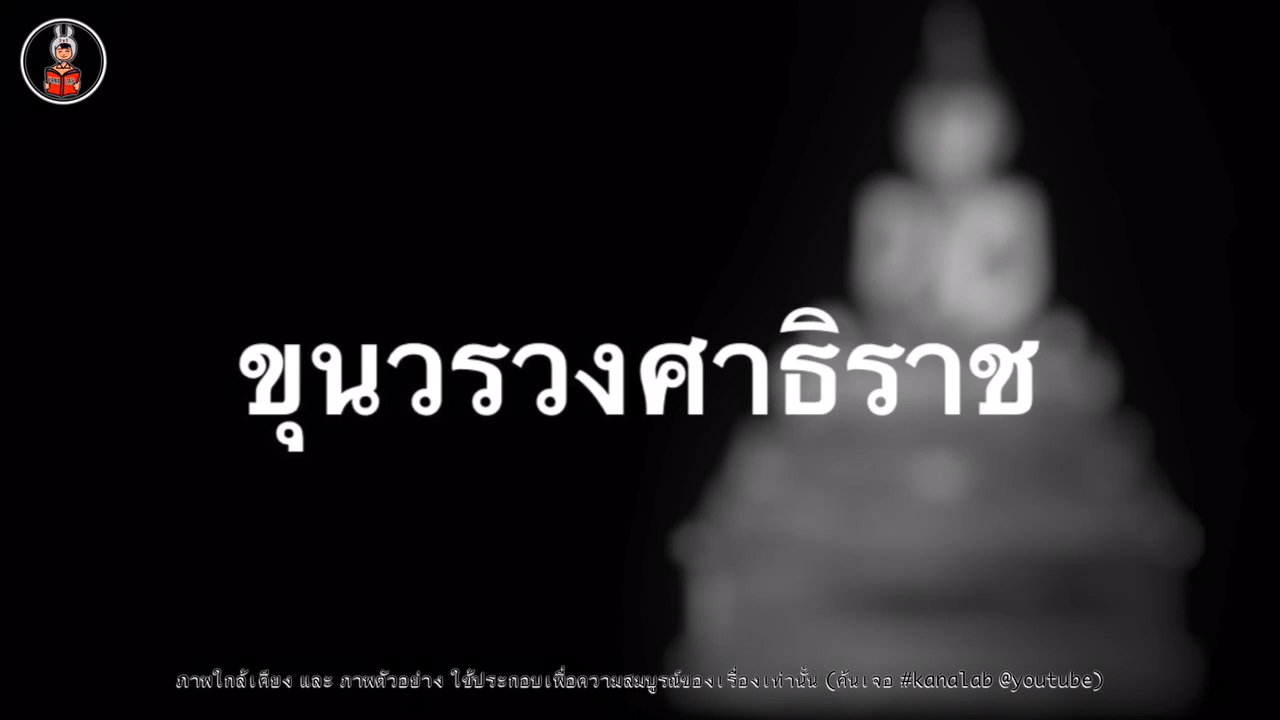 ขุนวรวงศาธิราช
ภาพใกล้เคียง และ ภาพตัวอย่าง ใช้ประกอบเพื่อความสมบูรณ์ของเรื่องเท่านั้น (ค้นเจอ #kanalab @youtube)